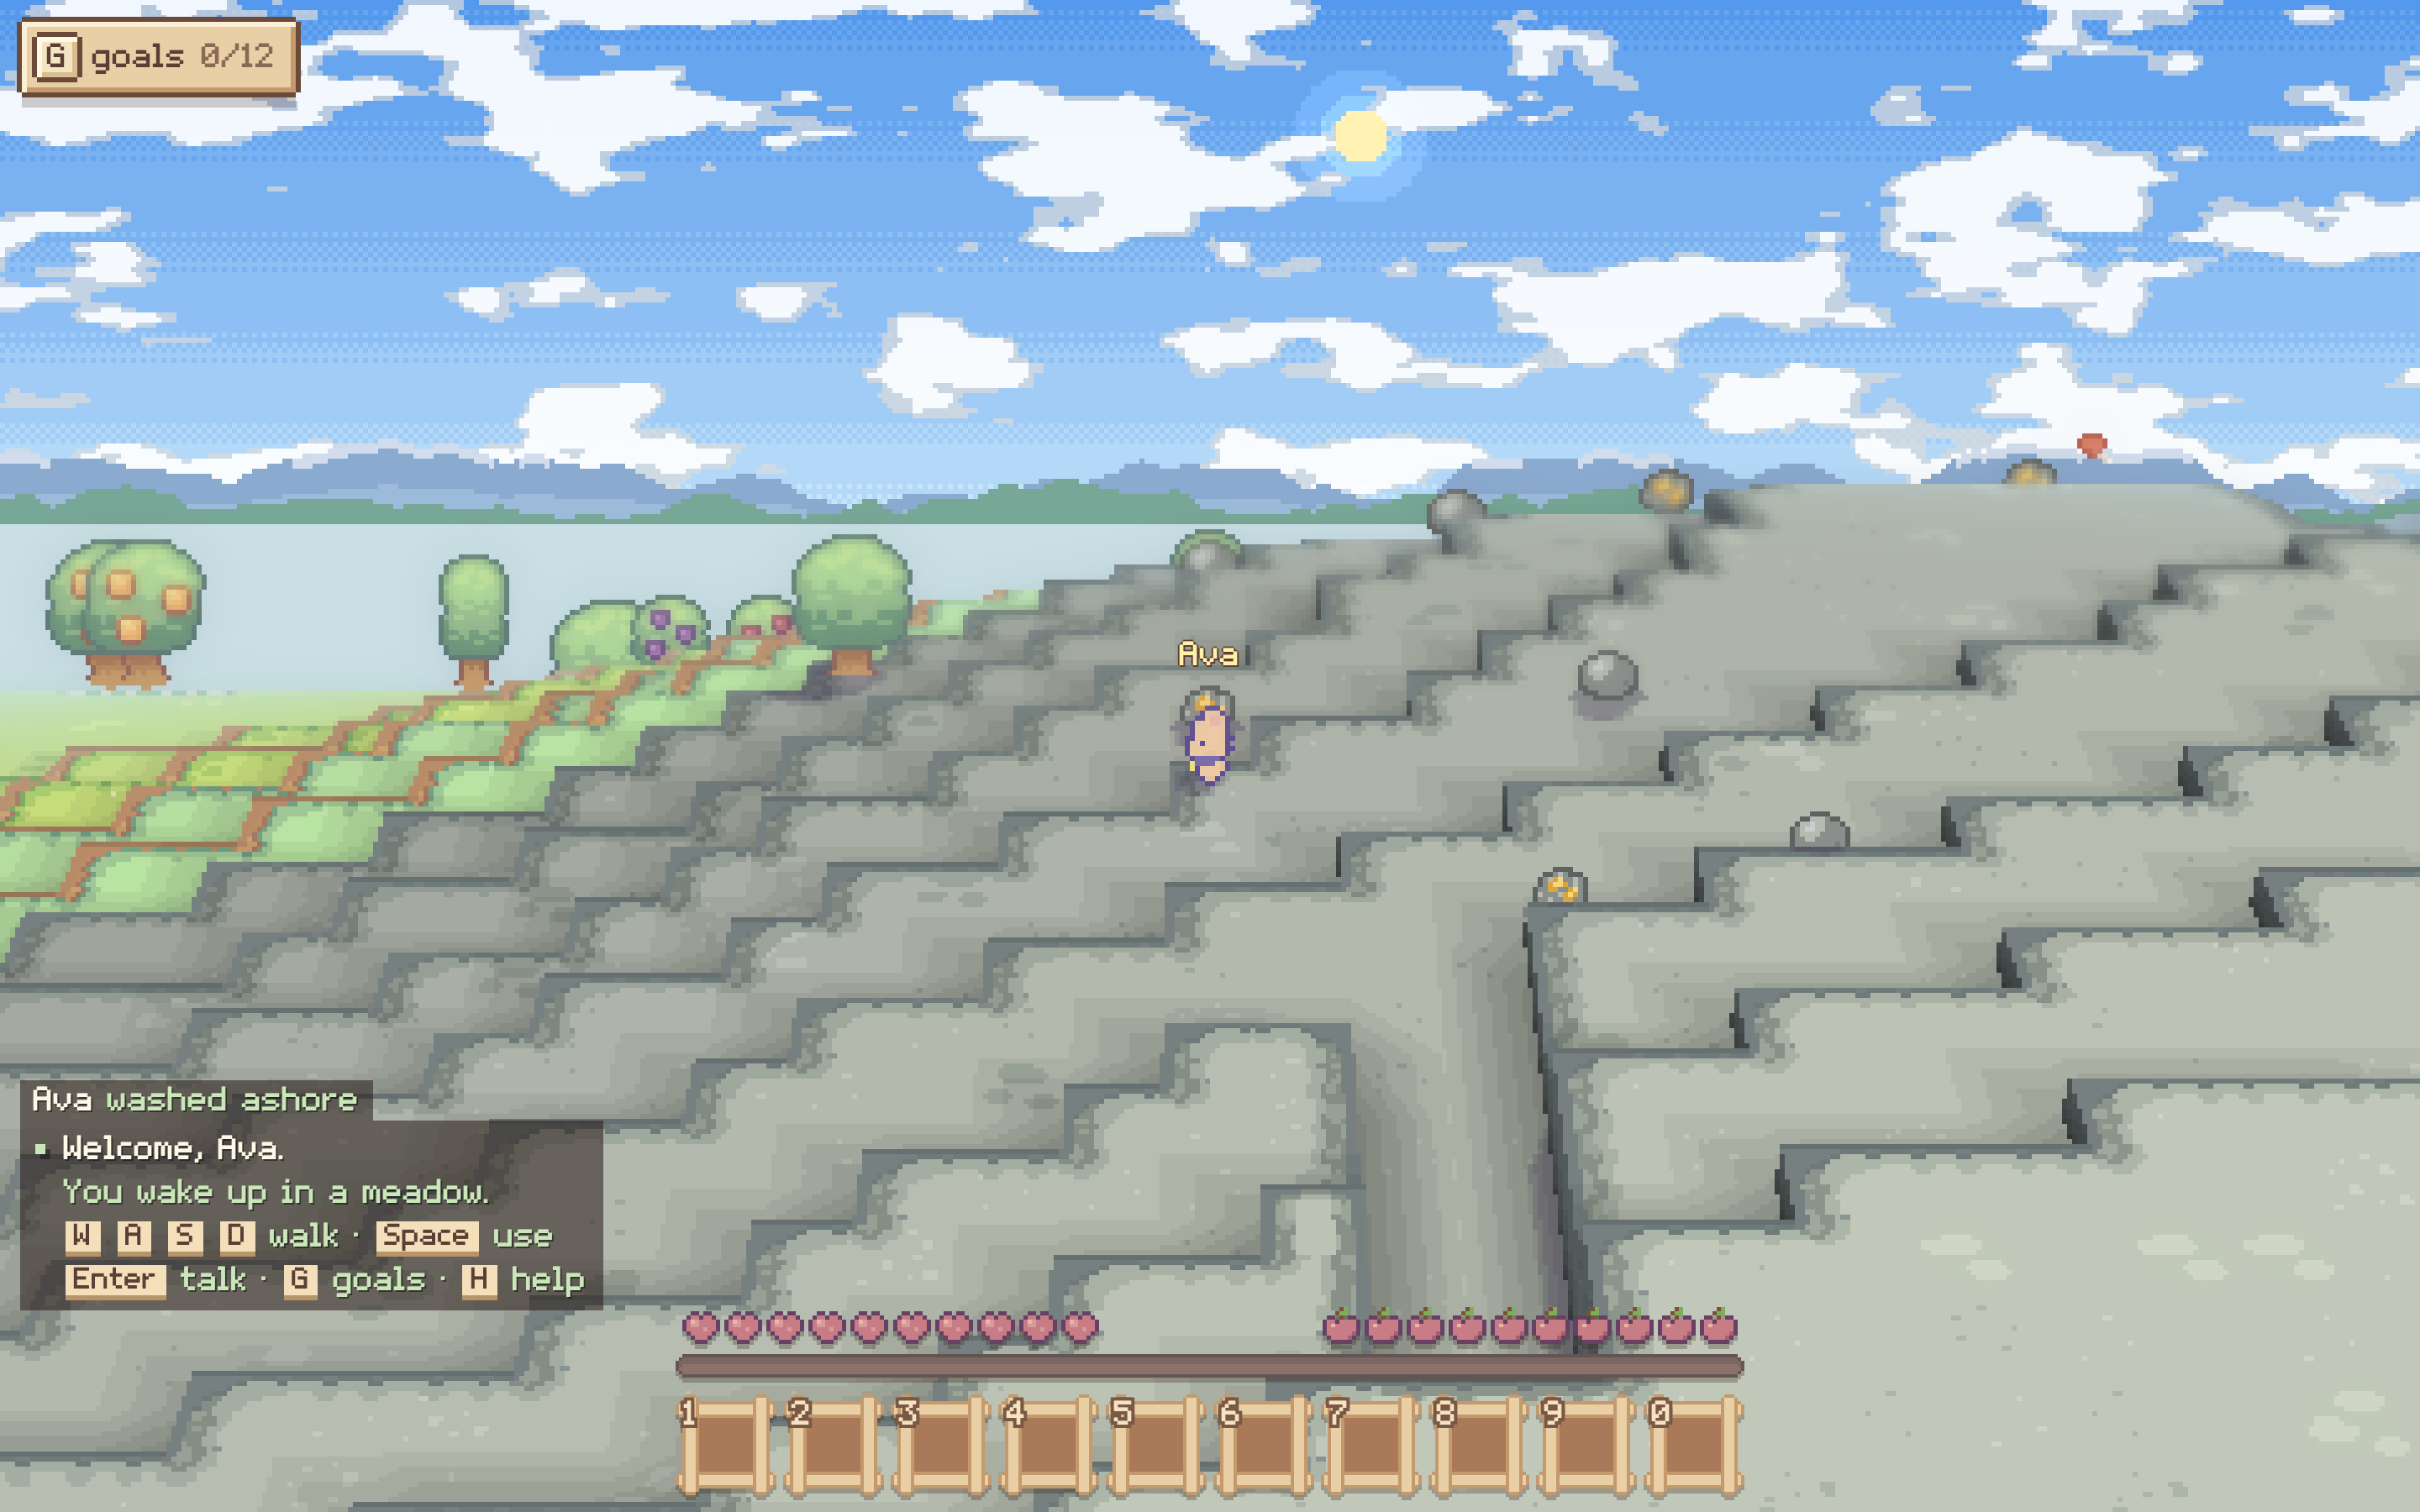 G goals 0/12
Ava
Ava washed ashore
Welcome, Ava.
You wake up in a meadow.
W A S D walk · Space use
Enter talk · G goals · H help
1 2 3 4 5 6 7 8 9 0